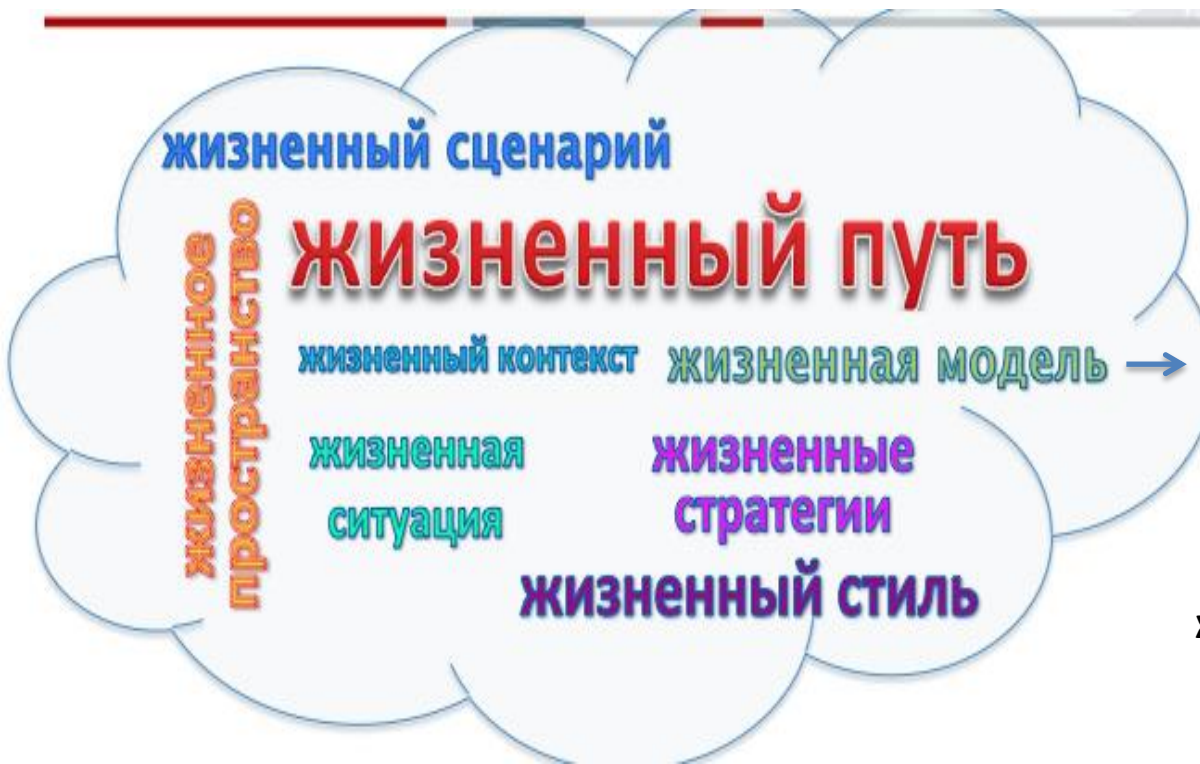 жизненный сценарий
жизненное
пространство
жизненный путь
жизненный контекст
жизненная модель
жизненная
ситуация
жизненные
стратегии
жизненный стиль